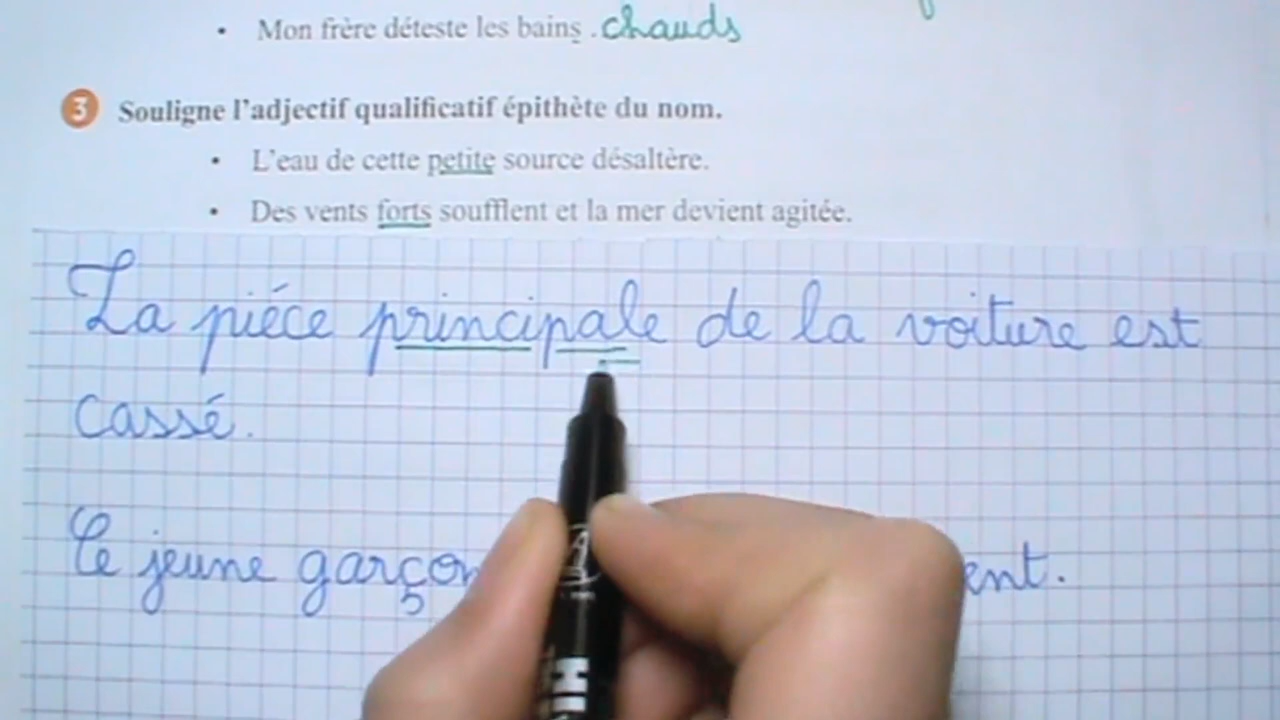 • Mon frère déteste les bains . chauds
3 Souligne l'adjectif qualificatif épithète du nom.
• L'eau de cette petite source désaltère.
• Des vents forts soufflent et la mer devient agitée.
La piéce principale de la voiture est
cassé.
Ce jeune garçon